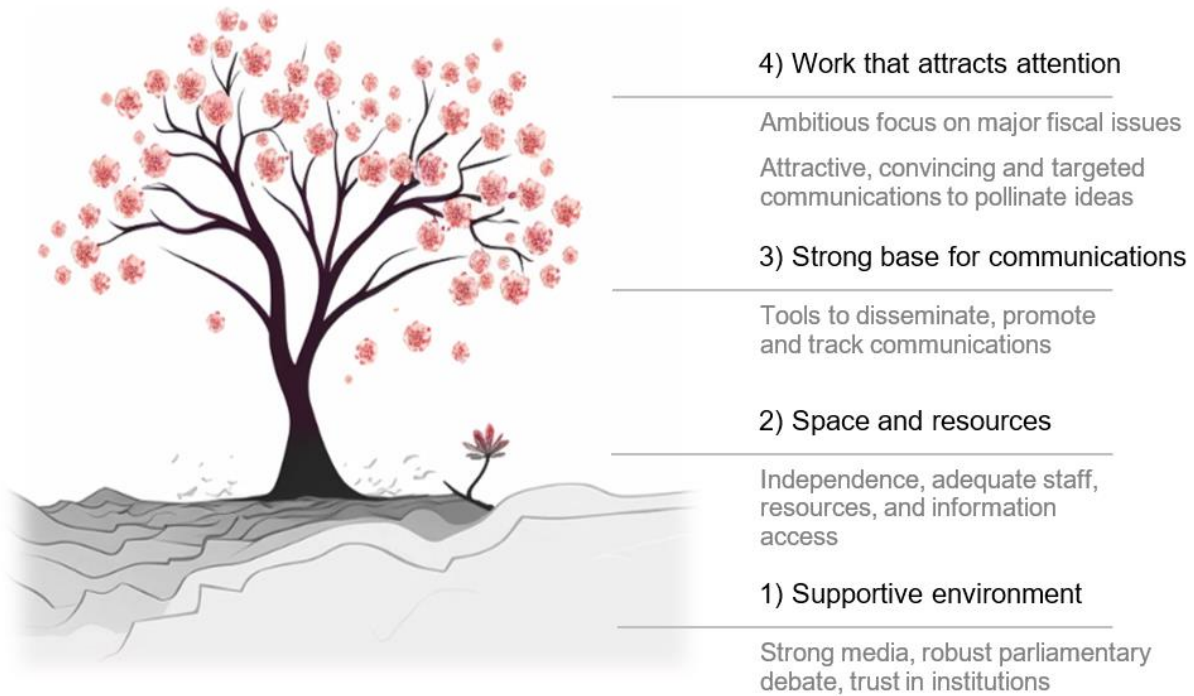 4) Work that attracts attention
Ambitious focus on major fiscal issues
Attractive, convincing and targeted
communications to pollinate ideas
3) Strong base for communications
Tools to disseminate, promote
and track communications
2) Space and resources
Independence, adequate staff,
resources, and information
access
1) Supportive environment
Strong media, robust parliamentary
debate, trust in institutions